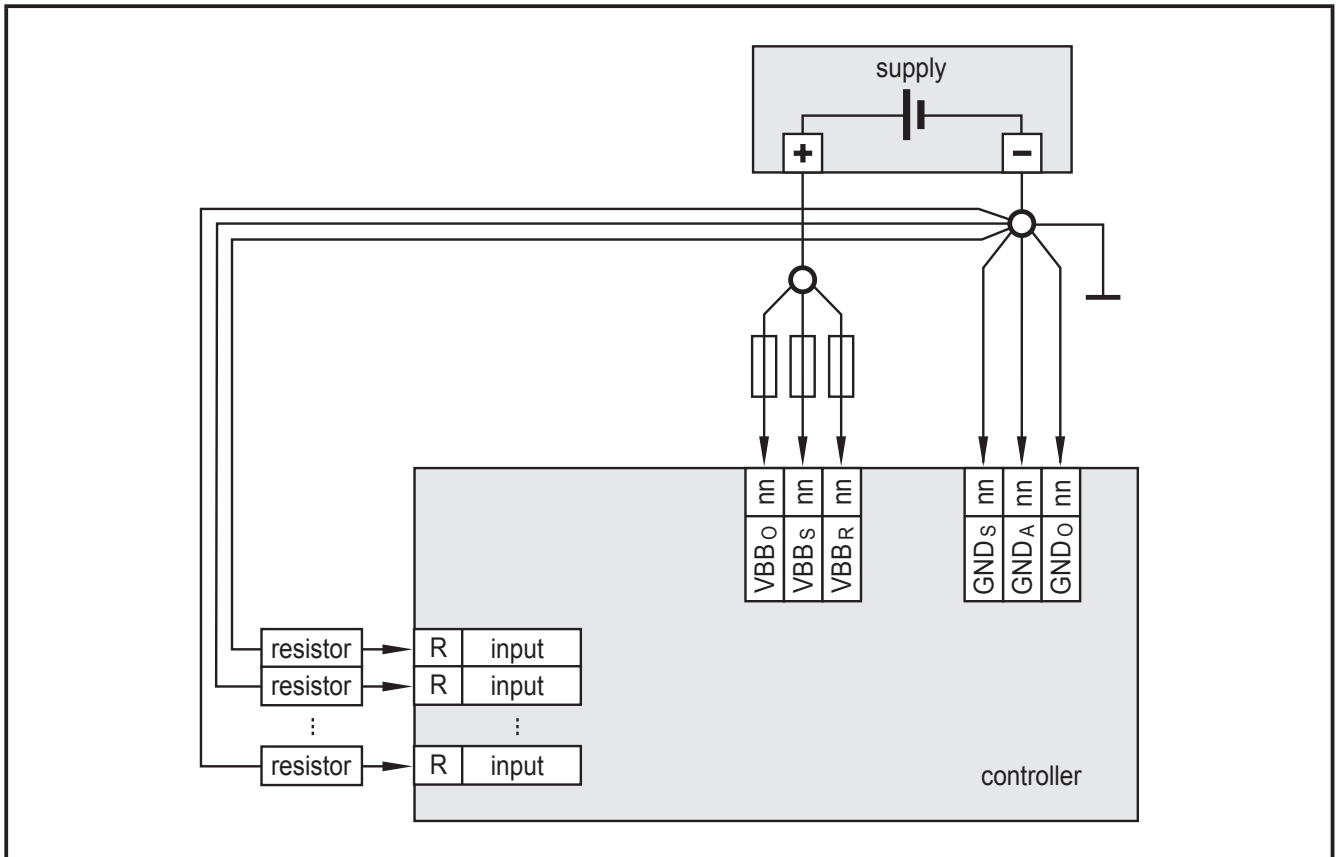 supply
+ −
nn nn nn nn nn nn
VBBO VBBS VBBR GNDS GNDA GNDO
resistor R input
resistor R input
resistor R input
controller